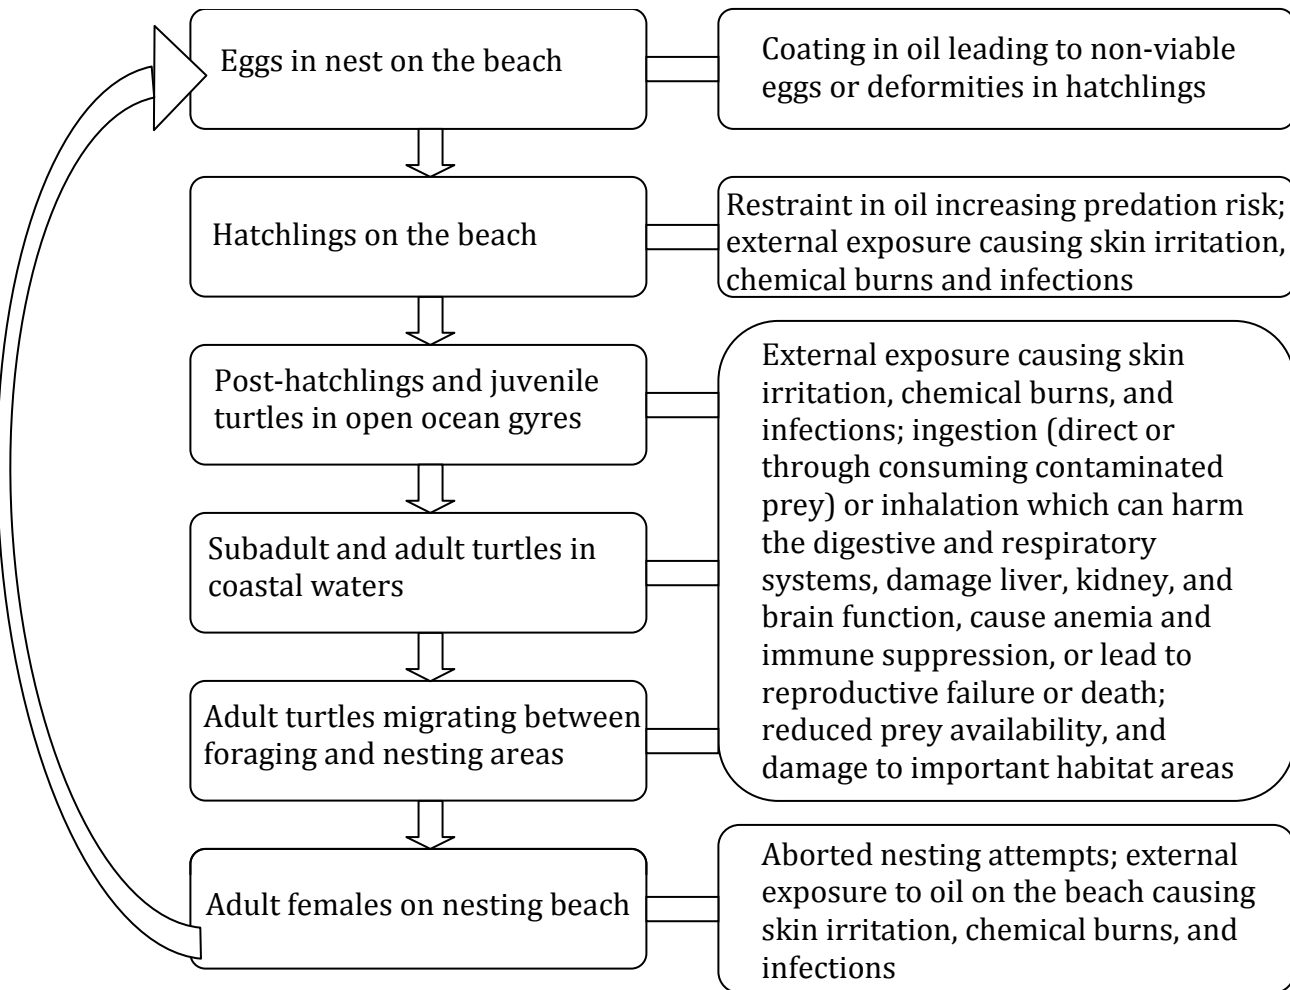 Eggs in nest on the beach
Coating in oil leading to non-viable
eggs or deformities in hatchlings
Hatchlings on the beach
Restraint in oil increasing predation risk;
external exposure causing skin irritation,
chemical burns and infections
Post-hatchlings and juvenile
turtles in open ocean gyres
Subadult and adult turtles in
coastal waters
Adult turtles migrating between
foraging and nesting areas
External exposure causing skin
irritation, chemical burns, and
infections; ingestion (direct or
through consuming contaminated
prey) or inhalation which can harm
the digestive and respiratory
systems, damage liver, kidney, and
brain function, cause anemia and
immune suppression, or lead to
reproductive failure or death;
reduced prey availability, and
damage to important habitat areas
Adult females on nesting beach
Aborted nesting attempts; external
exposure to oil on the beach causing
skin irritation, chemical burns, and
infections